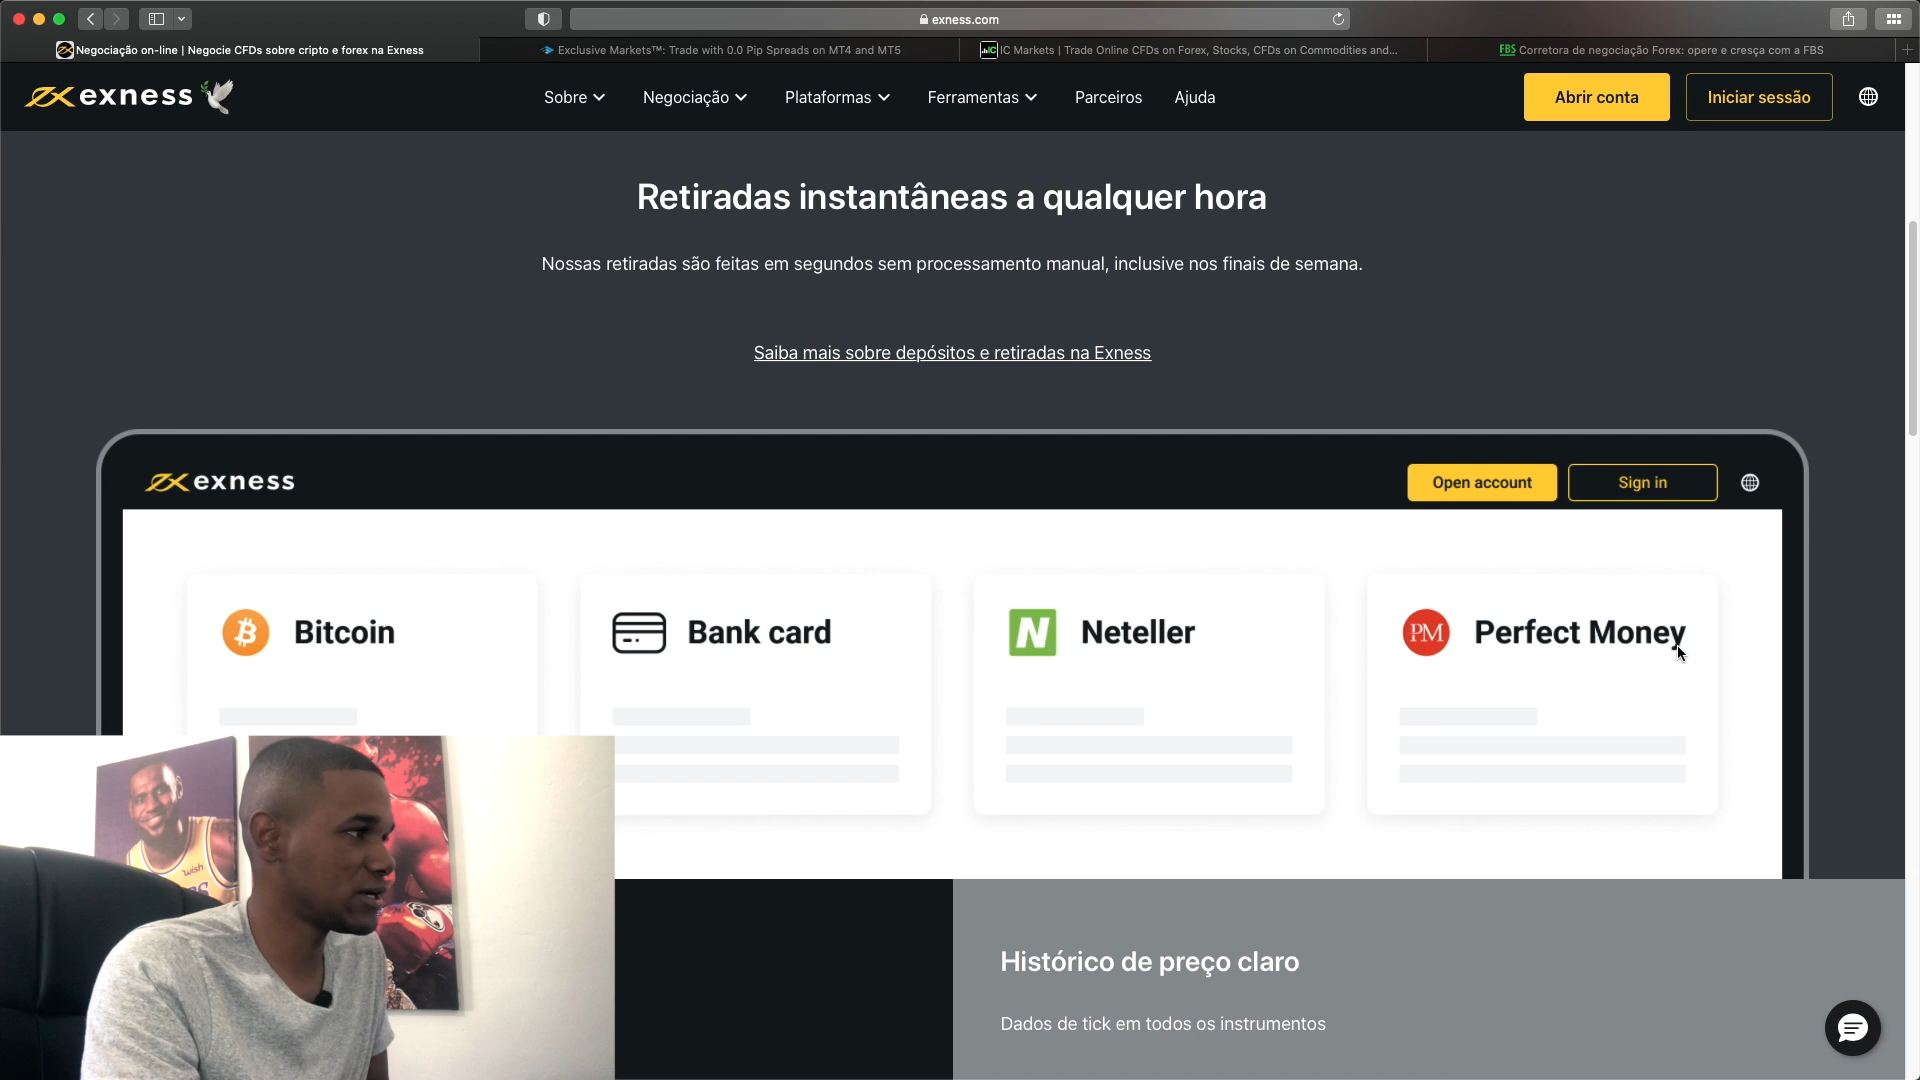 exness.com
Negociação on-line | Negocie CFDs sobre cripto e forex na Exness
Exclusive Markets™: Trade with 0.0 Pip Spreads on MT4 and MT5
IC
IC Markets | Trade Online CFDs on Forex, Stocks, CFDs on Commodities and...
FBS
Corretora de negociação Forex: opere e cresça com a FBS
exness
Sobre
Negociação
Plataformas
Ferramentas
Parceiros
Ajuda
Abrir conta
Iniciar sessão
Retiradas instantâneas a qualquer hora
Nossas retiradas são feitas em segundos sem processamento manual, inclusive nos finais de semana.
Saiba mais sobre depósitos e retiradas na Exness
exness
Open account
Sign in
Bitcoin
Bank card
N
Neteller
PM
Perfect Money
wish
Histórico de preço claro
Dados de tick em todos os instrumentos